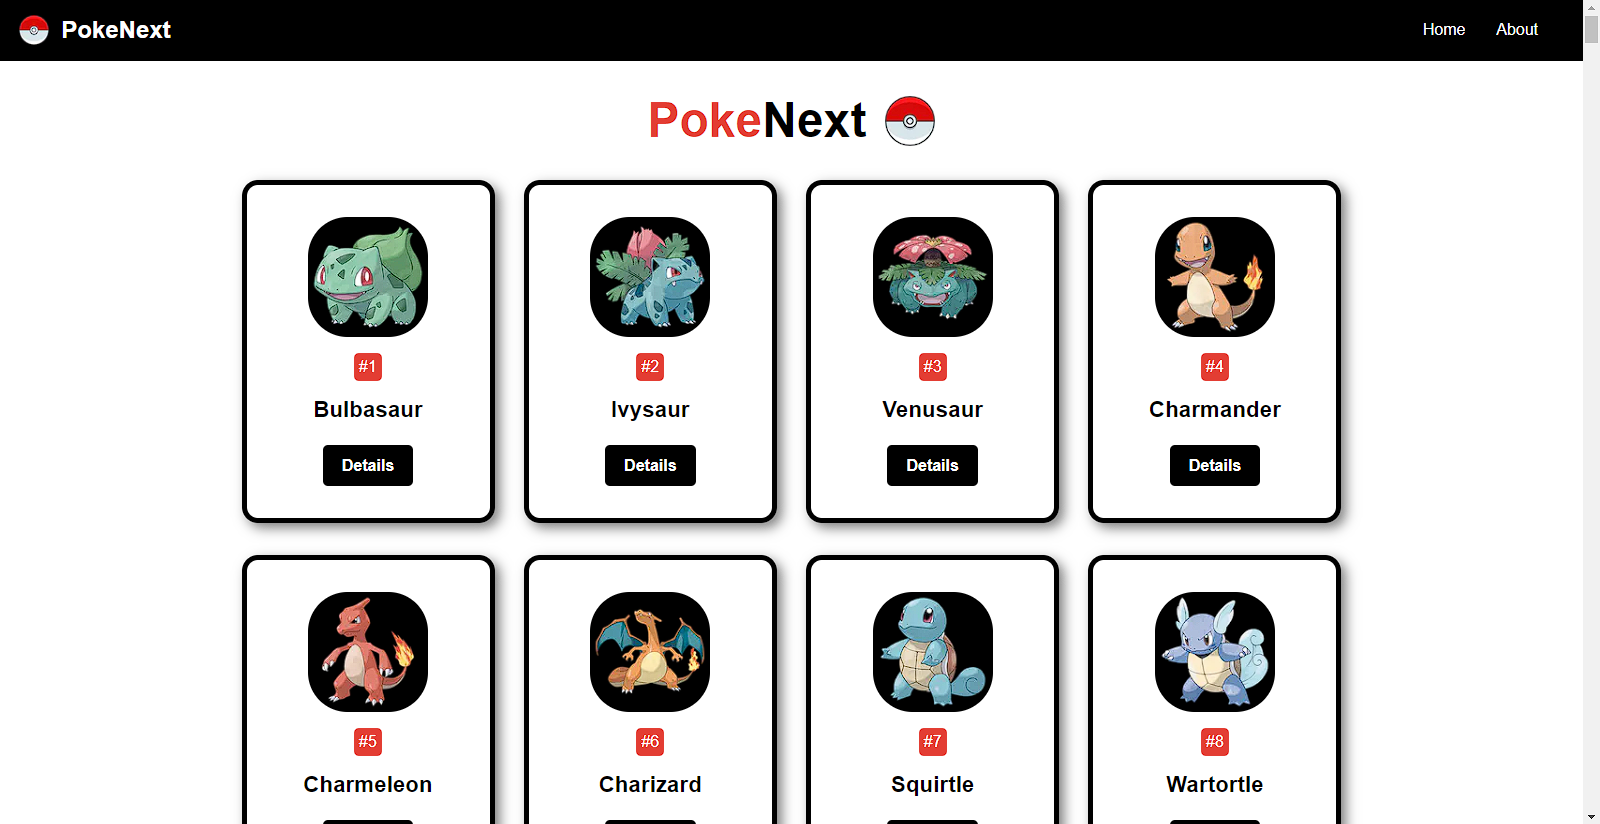 PokeNext
Home About
PokeNext
#1 #2 #3 #4
Bulbasaur Ivysaur Venusaur Charmander
Details Details Details Details
#5 #6 #7 #8
Charmeleon Charizard Squirtle Wartortle